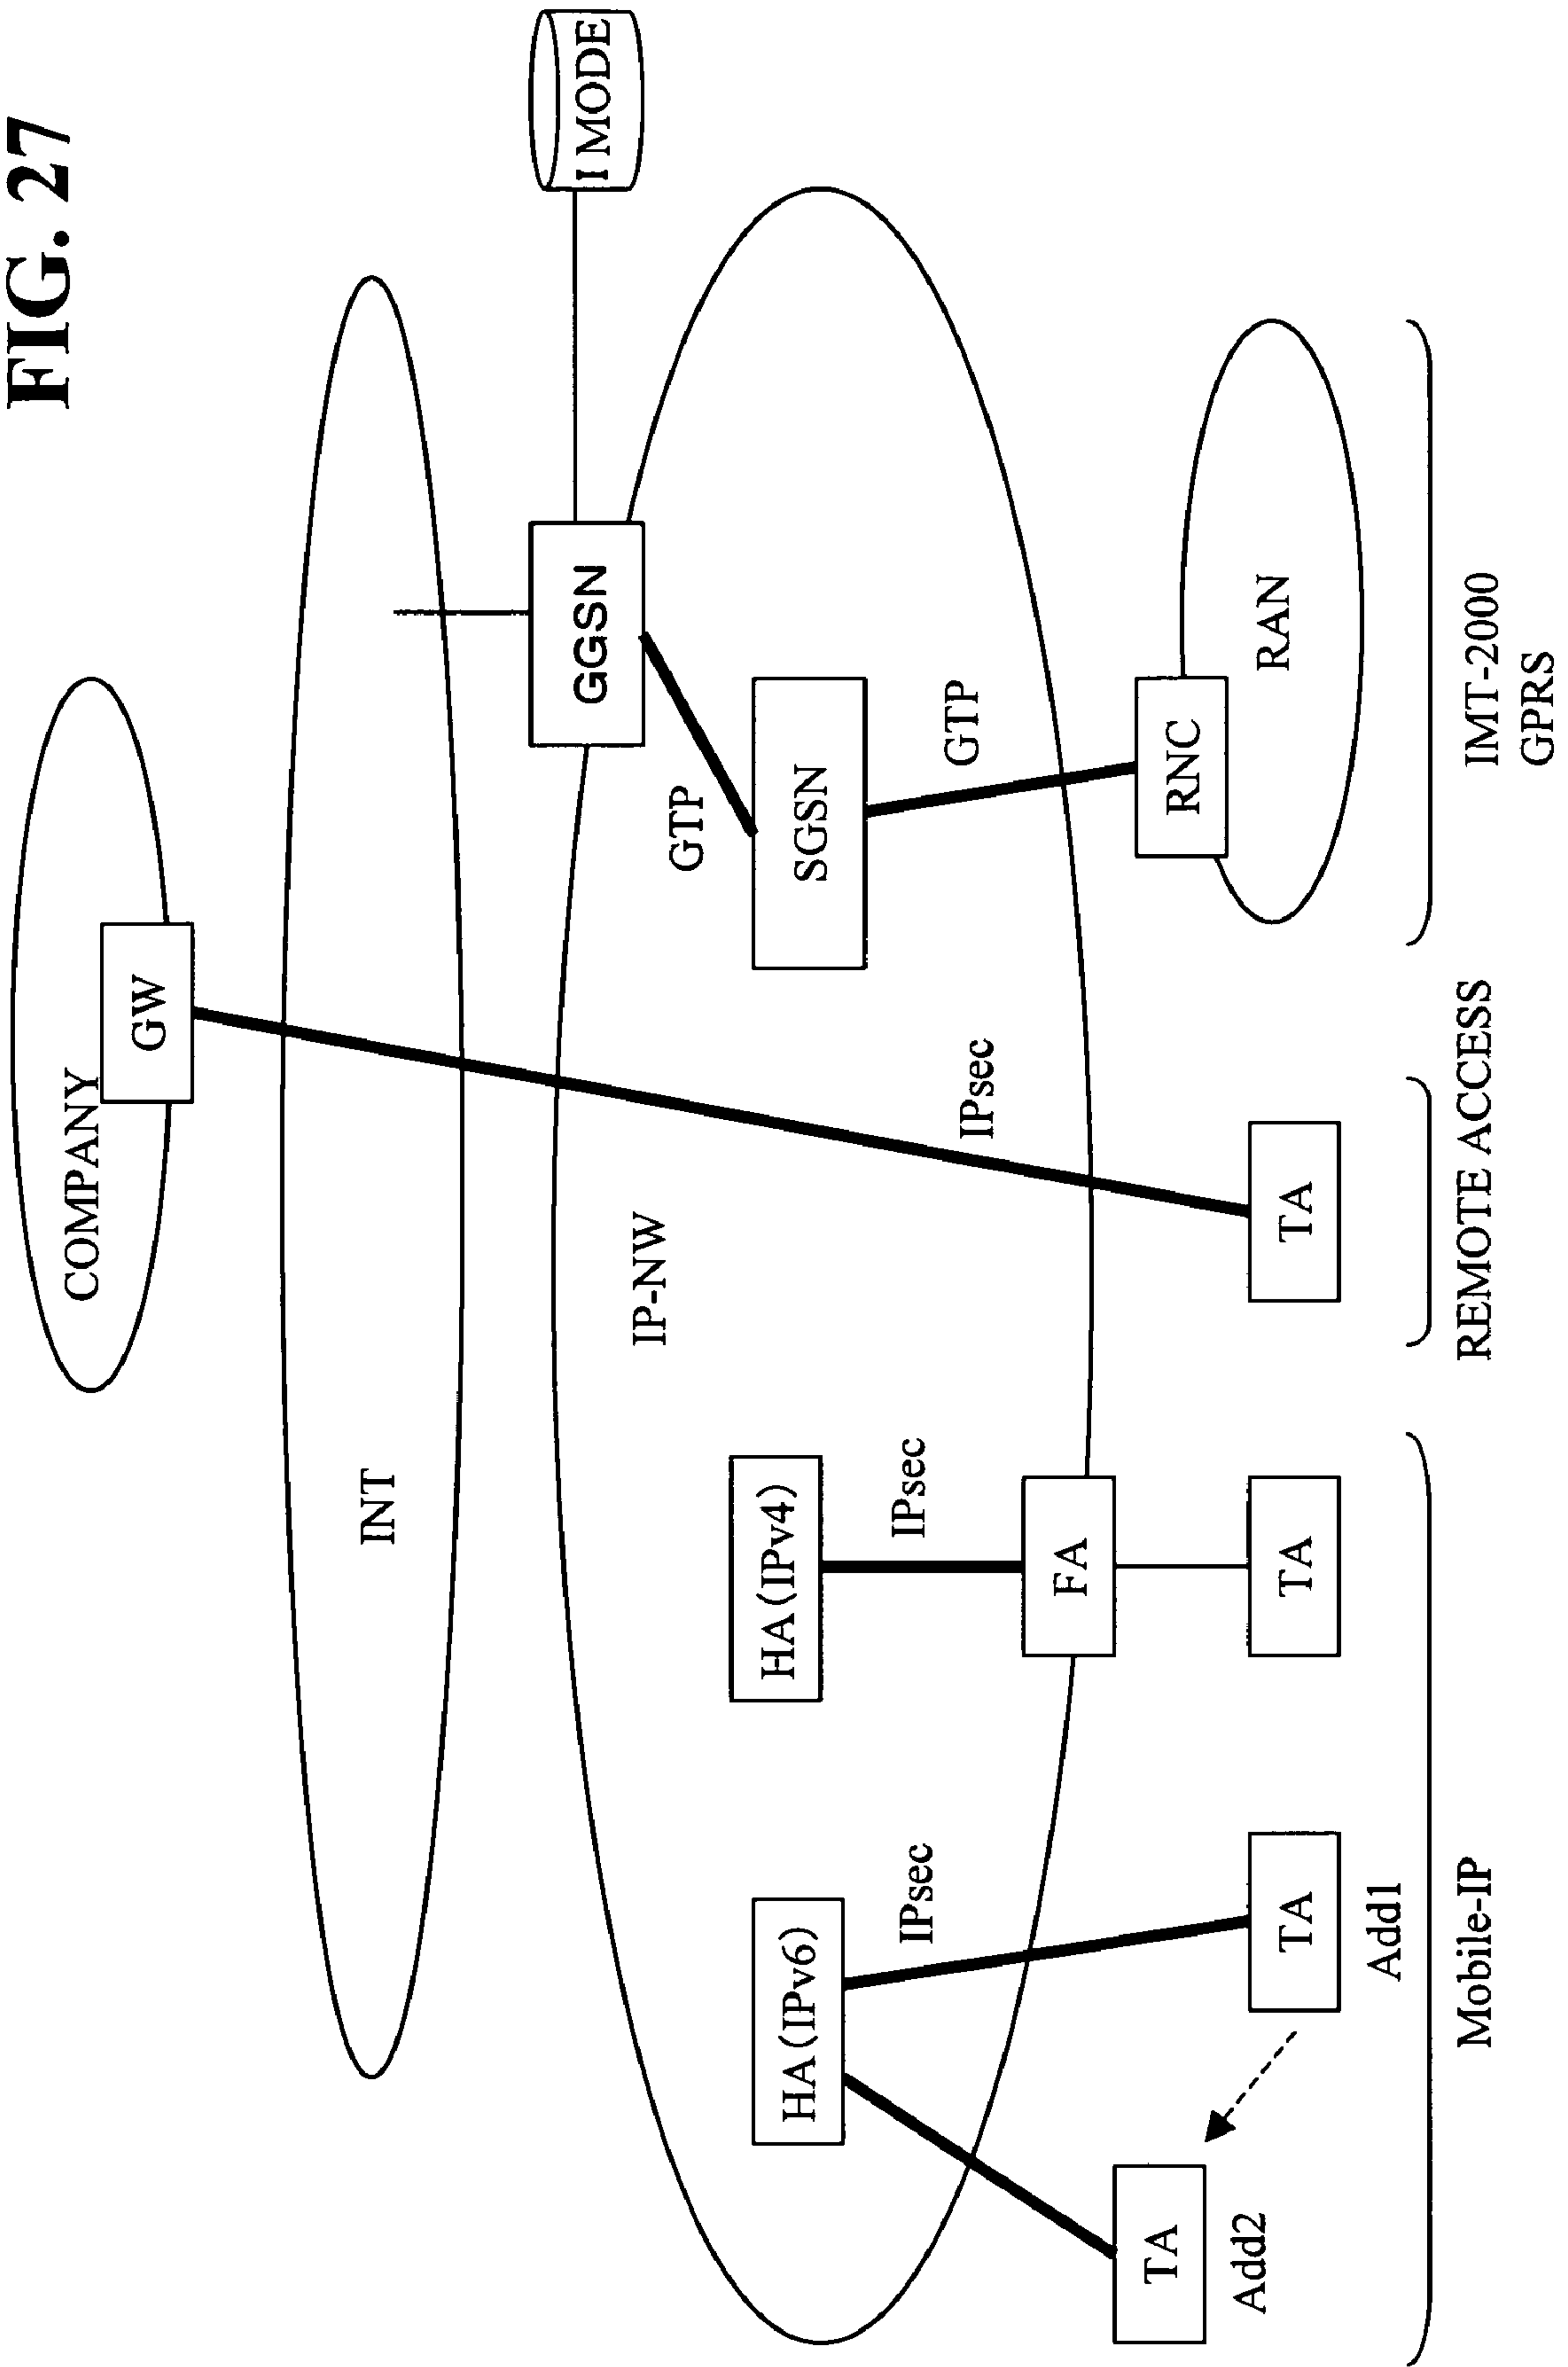 FIG. 27
COMPANY
GW
INT
I MODE
GGSN
IP-NW
GTP
HA(IPv6)
HA(IPv4)
SGSN
IPsec
IPsec
IPsec
GTP
FA
RNC
TA
Add2
TA
TA
TA
RAN
Add1
Mobile-IP
REMOTE ACCESS
IMT-2000
GPRS